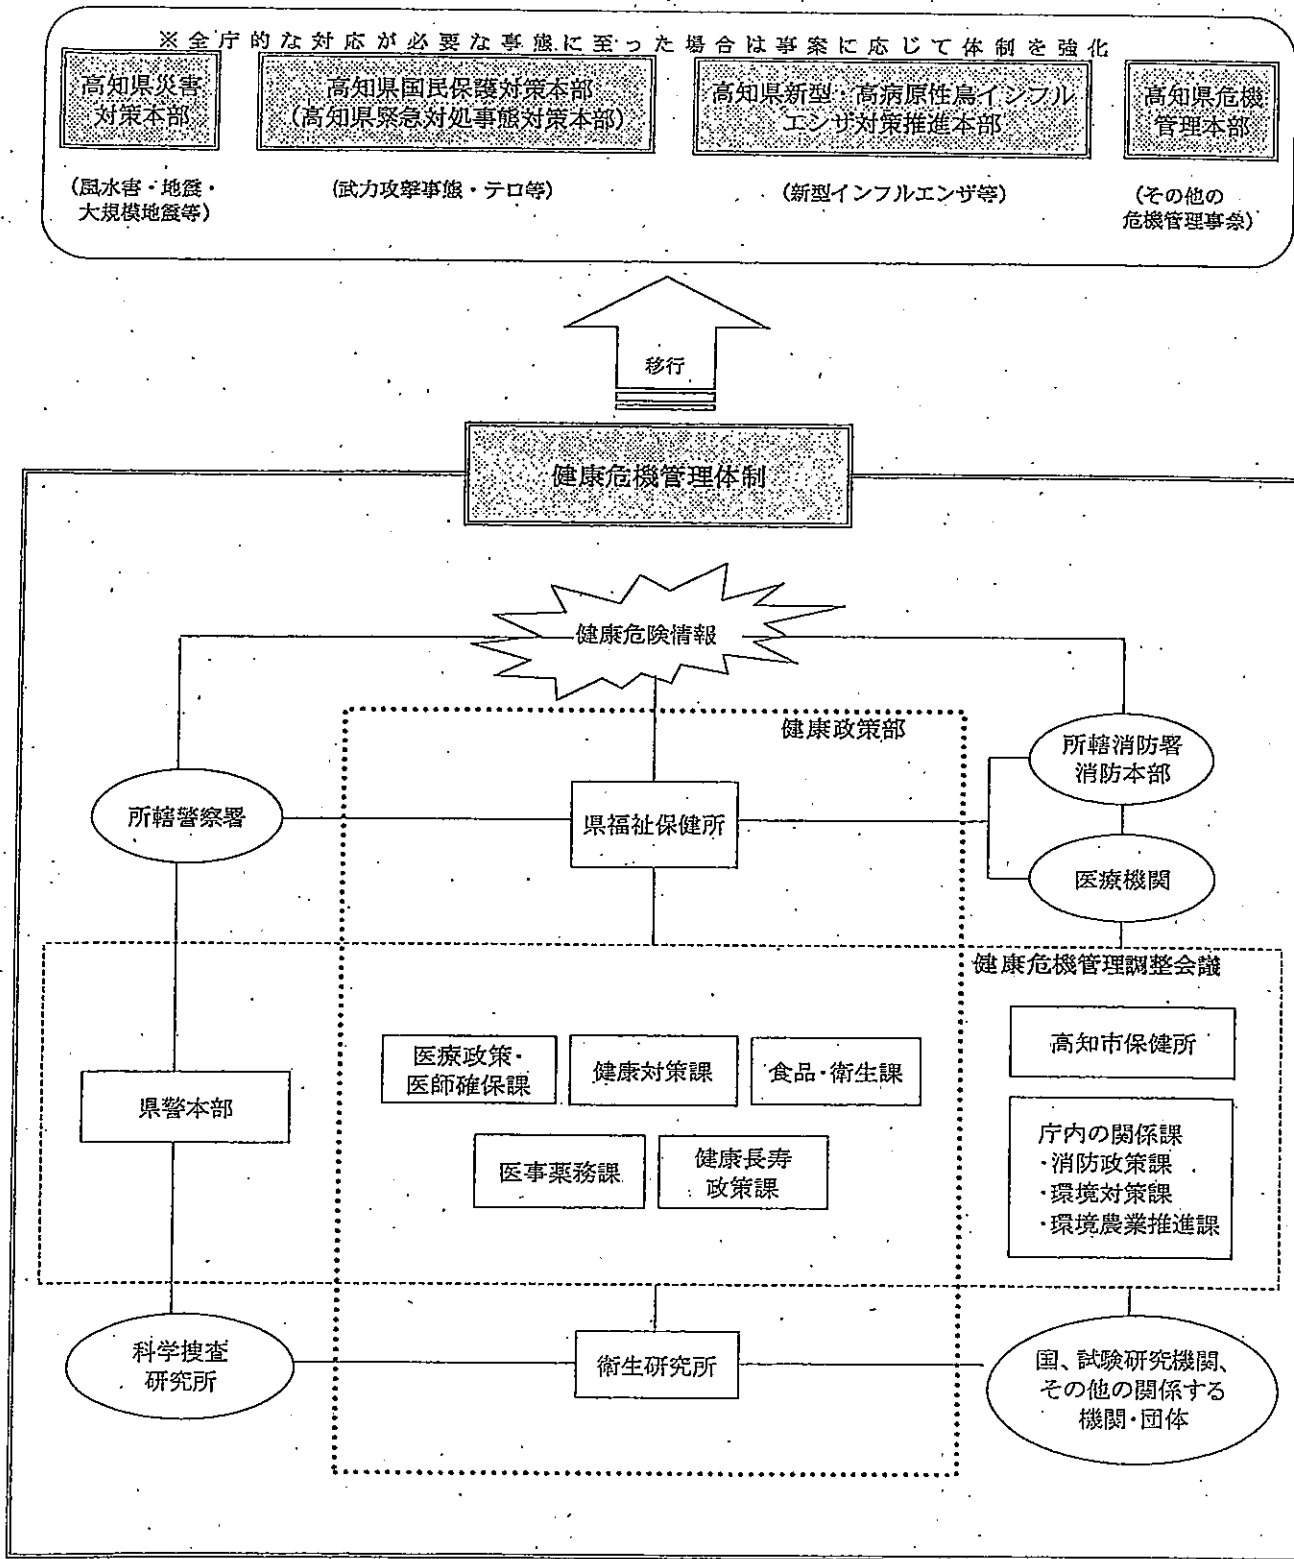 ※全庁的な対応が必要な事態に至った場合は事案に応じて体制を強化
高知県災害
対策本部
高知県国民保護対策本部
(高知県緊急対処事態対策本部)
高知県新型・高病原性鳥インフル
エンザ対策推進本部
高知県危機
管理本部
(風水害・地震・
大規模地震等)
(武力攻撃事態・テロ等)
(新型インフルエンザ等)
(その他の
危機管理事象)
移行
健康危機管理体制
健康危険情報
健康政策部
所轄消防署
消防本部
所轄警察署
県福祉保健所
医療機関
健康危機管理調整会議
高知市保健所
医療政策・
医師確保課
健康対策課
食品・衛生課
県警本部
庁内の関係課
・消防政策課
・環境対策課
・環境農業推進課
医事薬務課
健康長寿
政策課
科学捜査
研究所
衛生研究所
国、試験研究機関、
その他の関係する
機関・団体